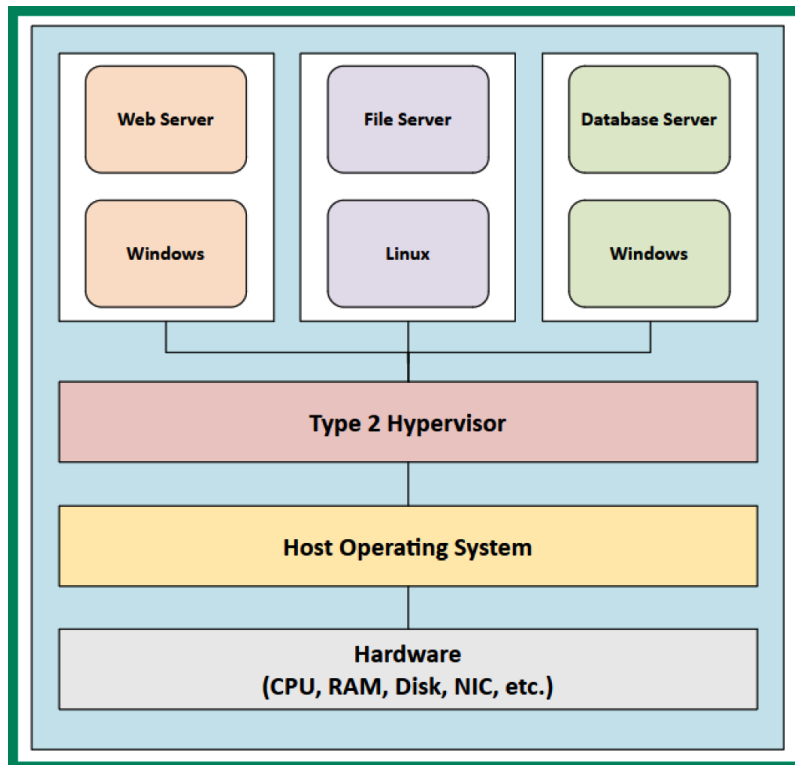 Web Server
File Server
Database Server
Windows
Linux
Windows
Type 2 Hypervisor
Host Operating System
Hardware
(CPU, RAM, Disk, NIC, etc.)